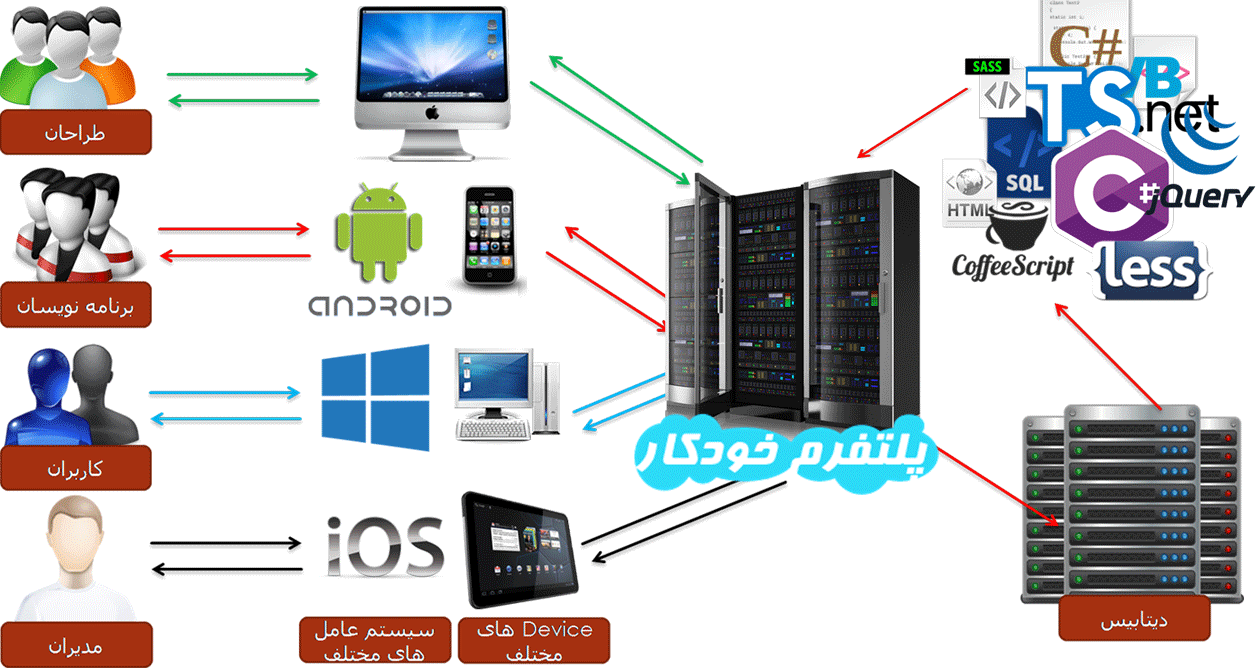 طراحان
برنامه نویسان
ANDROID
کاربران
iOS
مدیران
سیستم عامل
های مختلف
Device های
مختلف
پلتفرم خودکار
C#
SASS
VB
TS
.net
</>
SQL
C#
jQuery
HTML
CoffeeScript
{less}
دیتابیس